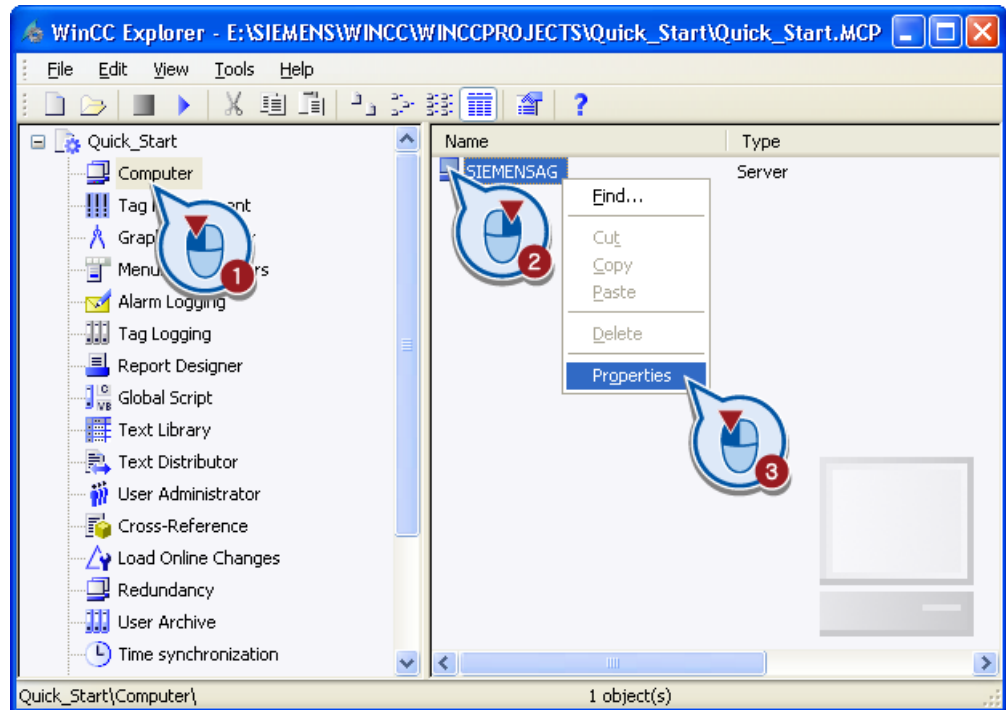 WinCC Explorer - E:\SIEMENS\WINCC\WINCCPROJECTS\Quick_Start\Quick_Start.MCP
File Edit View Tools Help
Quick_Start
Computer
Tag
Alarm Logging
Tag Logging
Report Designer
Global Script
Text Library
Text Distributor
User Administrator
Cross-Reference
Load Online Changes
Redundancy
User Archive
Time synchronization
Name Type
SIEMENSAG Server
Find...
Cut
Copy
Paste
Delete
Properties
1
2
3
Quick_Start\Computer\ 1 object(s)